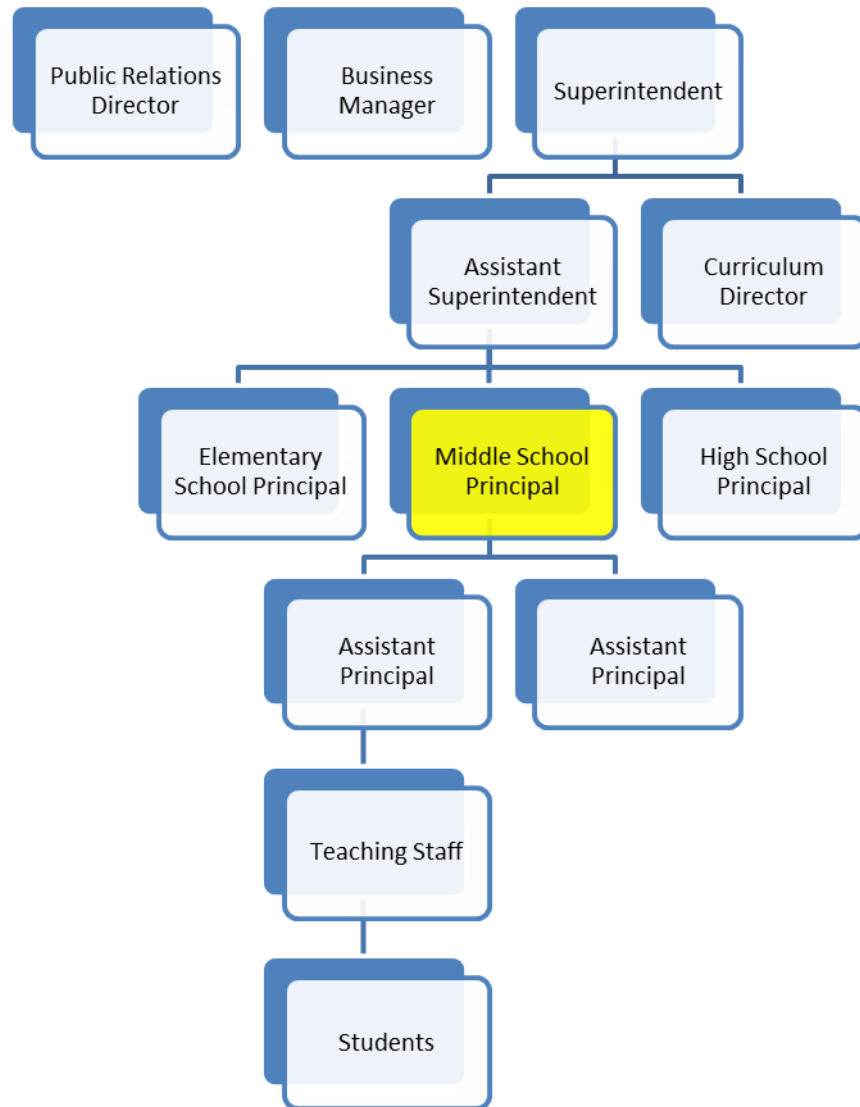 Public Relations
Director
Business
Manager
Superintendent
Assistant
Superintendent
Curriculum
Director
Elementary
School Principal
Middle School
Principal
High School
Principal
Assistant
Principal
Assistant
Principal
Teaching Staff
Students